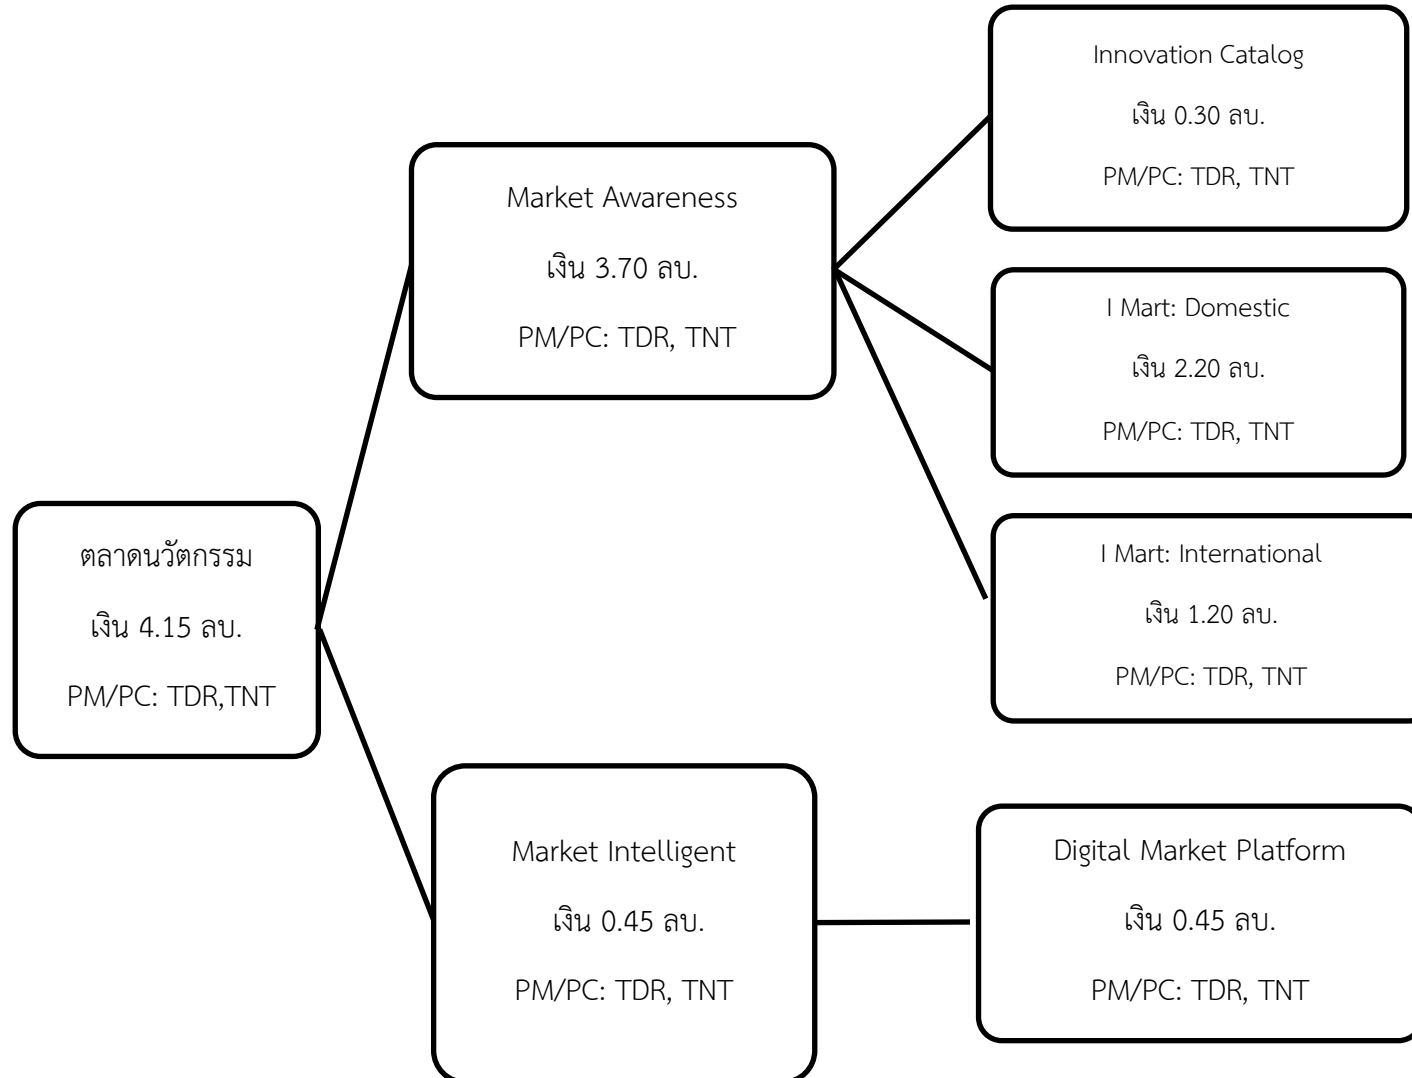 ตลาดนวัตกรรม
เงิน 4.15 ลบ.
PM/PC: TDR,TNT
Market Awareness
เงิน 3.70 ลบ.
PM/PC: TDR, TNT
Innovation Catalog
เงิน 0.30 ลบ.
PM/PC: TDR, TNT
I Mart: Domestic
เงิน 2.20 ลบ.
PM/PC: TDR, TNT
I Mart: International
เงิน 1.20 ลบ.
PM/PC: TDR, TNT
Market Intelligent
เงิน 0.45 ลบ.
PM/PC: TDR, TNT
Digital Market Platform
เงิน 0.45 ลบ.
PM/PC: TDR, TNT